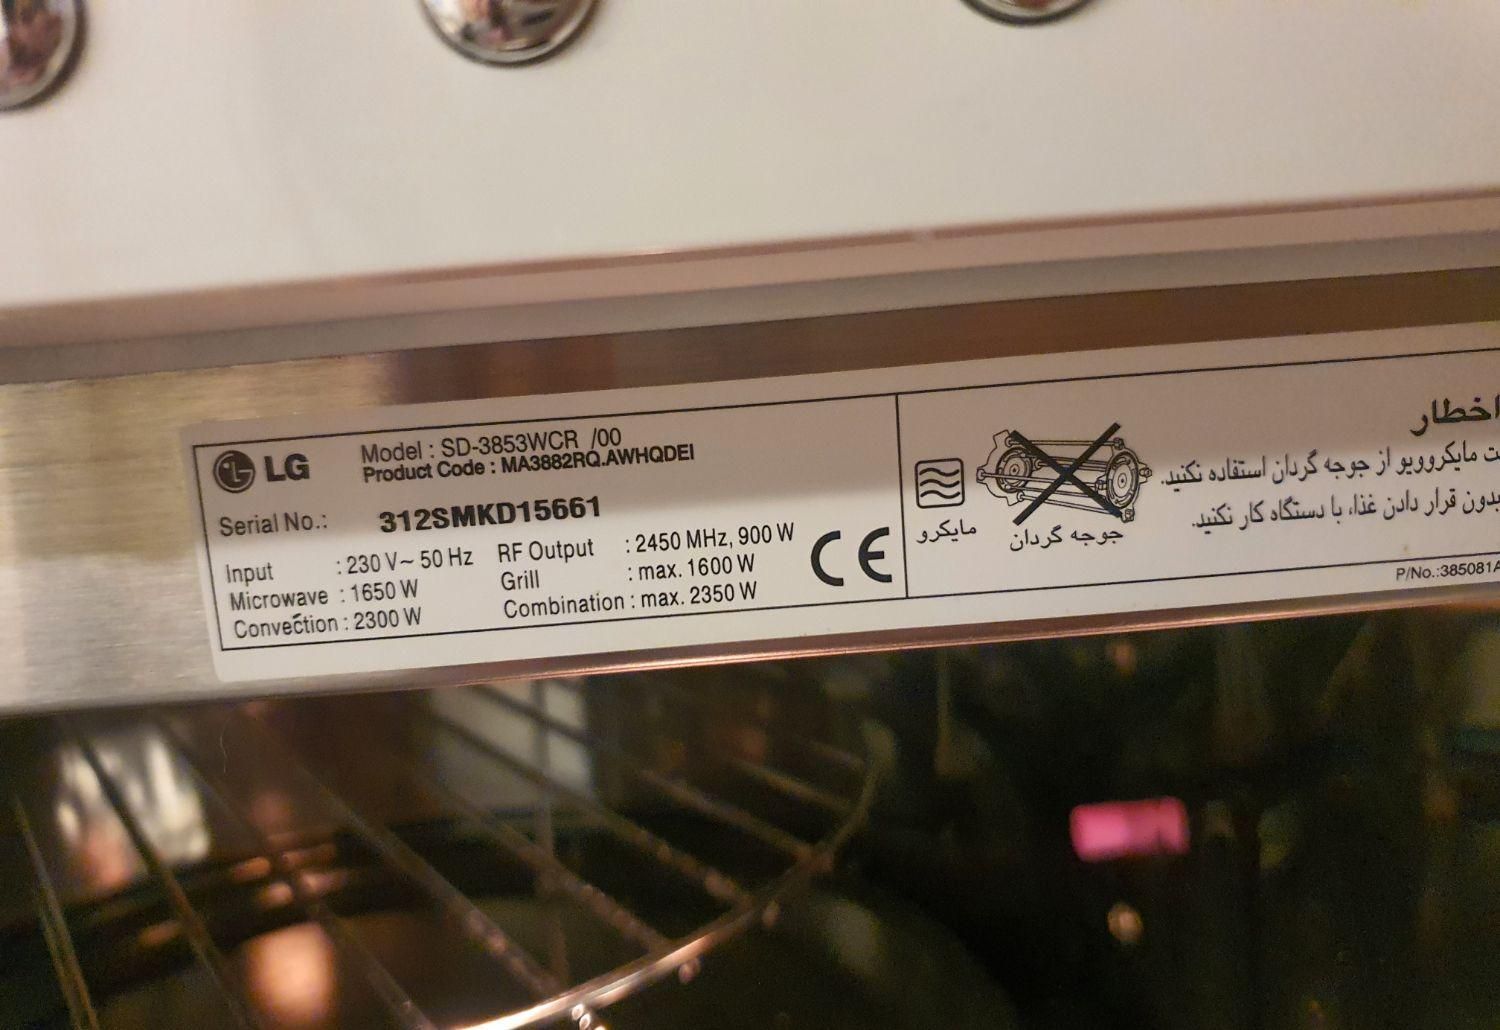 LG
Model : SD-3853WCR /00
Product Code : MA3882RQ.AWHQDEI
Serial No.: 312SMKD15661
Input : 230 V~ 50 Hz
Microwave : 1650 W
Convection : 2300 W
RF Output : 2450 MHz, 900 W
Grill : max. 1600 W
Combination : max. 2350 W
CE
مایکرو
جوجه گردان
اخطار
مایکروویو از جوجه گردان استفاده نکنید.
بدون قرار دادن غذا، با دستگاه کار نکنید.
P/No.:385081A